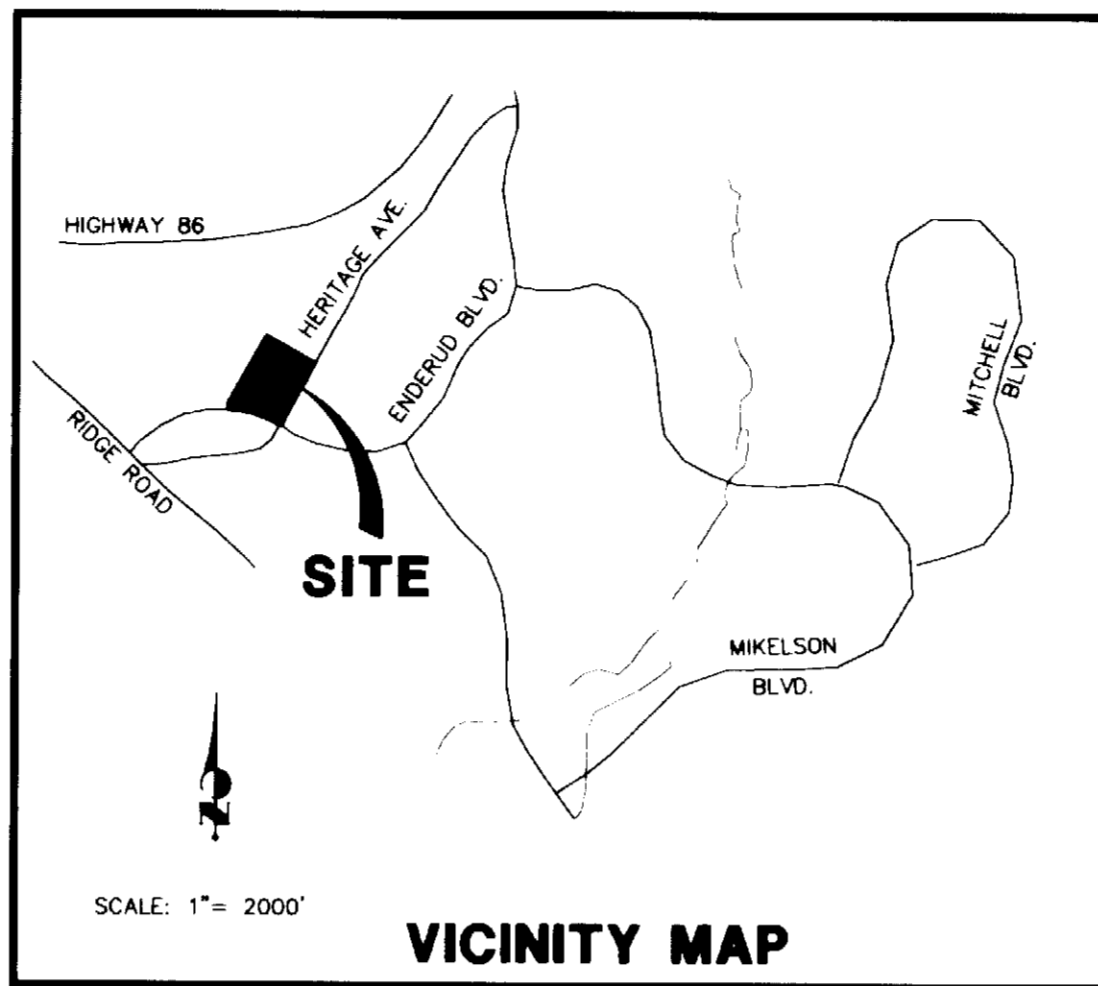 HIGHWAY 86
HERITAGE AVE.
ENDERUD BLVD.
MITCHELL
BLVD.
RIDGE ROAD
SITE
MIKELSON
BLVD.
N
SCALE: 1"= 2000'
VICINITY MAP